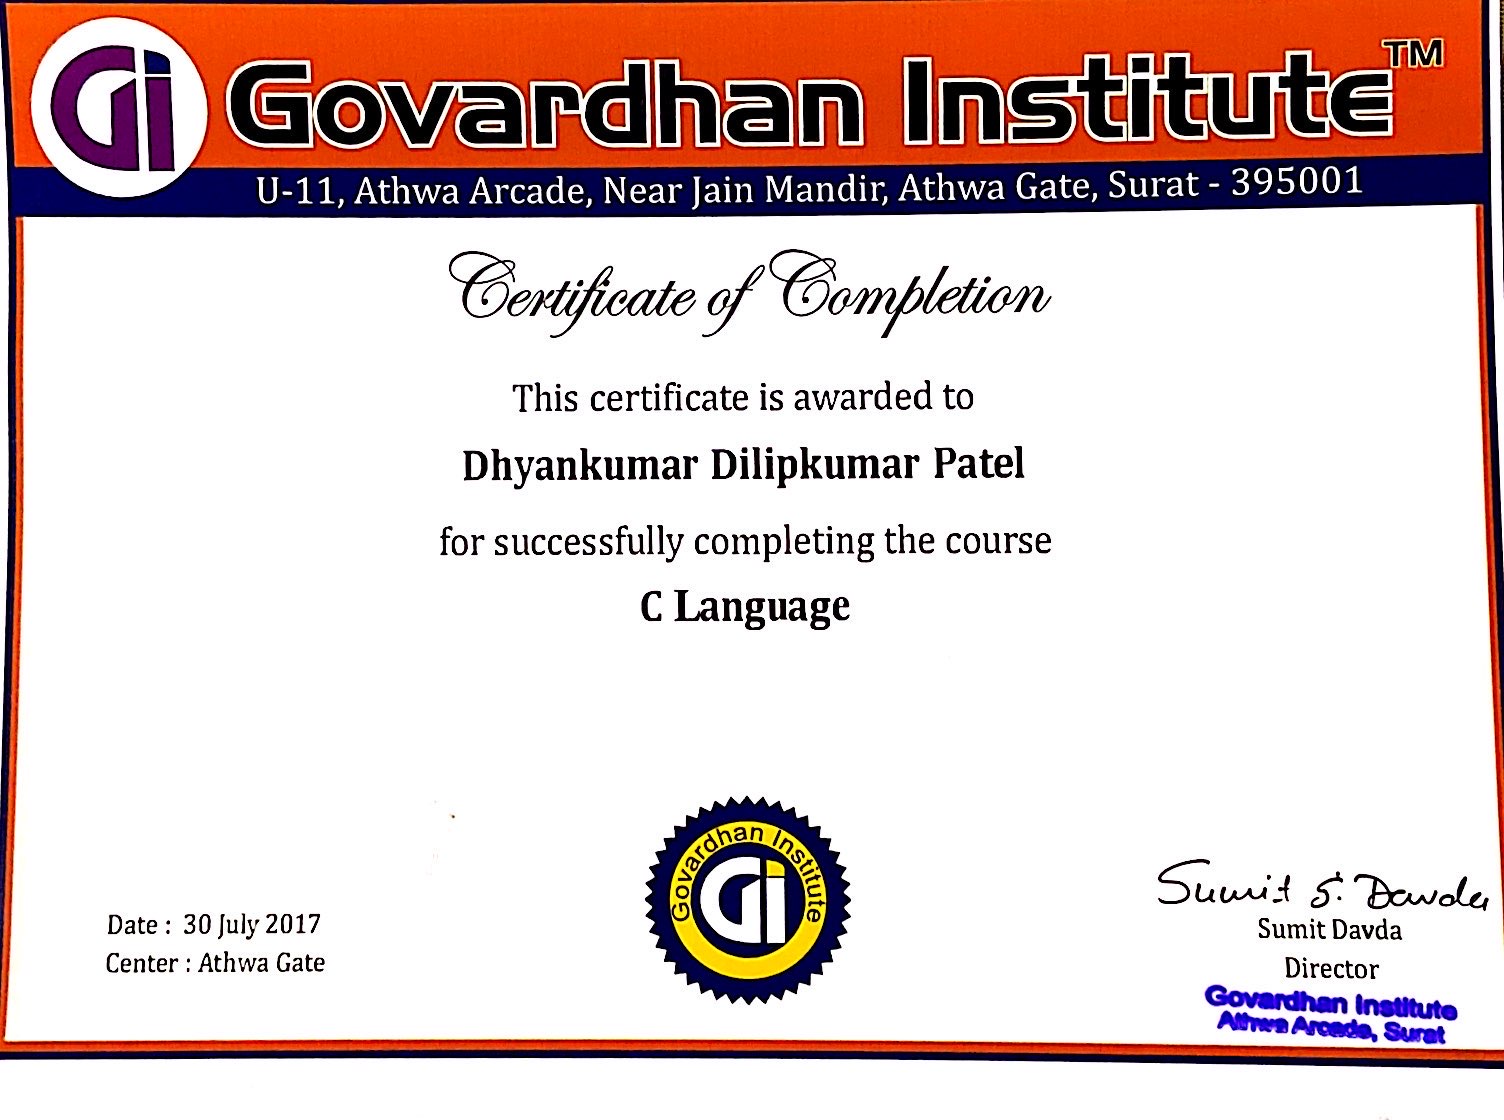 Gi Govardhan Institute™
U-11, Athwa Arcade, Near Jain Mandir, Athwa Gate, Surat - 395001
Certificate of Completion
This certificate is awarded to
Dhyankumar Dilipkumar Patel
for successfully completing the course
C Language
Govardhan Institute
Gi
Date : 30 July 2017
Center : Athwa Gate
Sumit S. Davda
Sumit Davda
Director
Govardhan Institute
Athwa Arcade, Surat